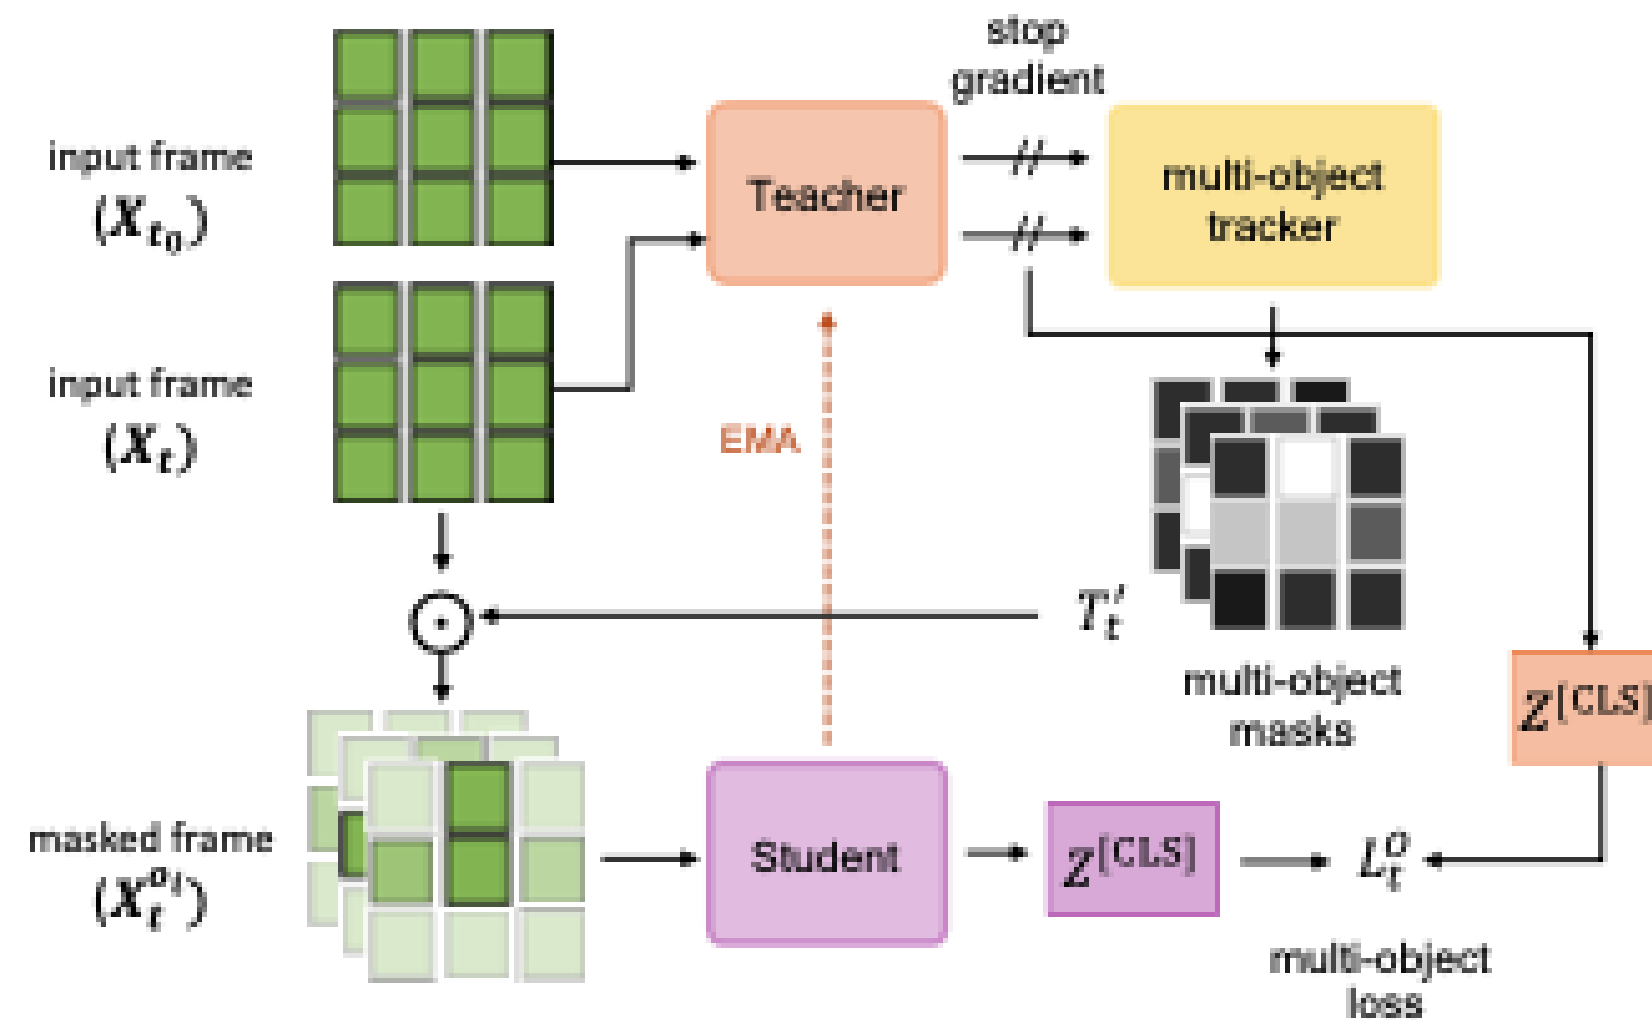 stop
gradient
input frame
(X_{t_0})
Teacher
multi-object
tracker
input frame
(X_t)
EMA
T'_t
multi-object
masks
Z^{[CLS]}
masked frame
(X_t^{o_i})
Student
Z^{[CLS]}
L_t^O
multi-object
loss